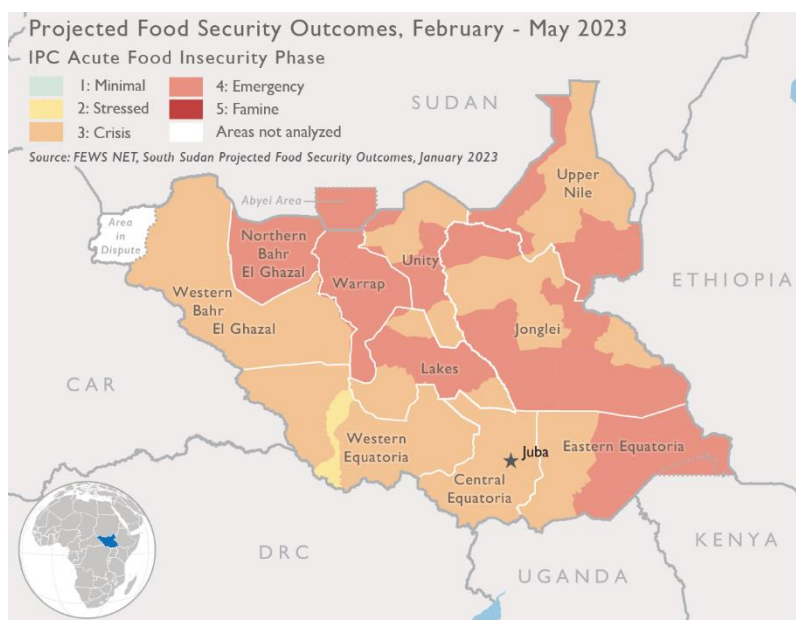 Projected Food Security Outcomes, February - May 2023
IPC Acute Food Insecurity Phase
1: Minimal
2: Stressed
3: Crisis
4: Emergency
5: Famine
Areas not analyzed
Source: FEWS NET, South Sudan Projected Food Security Outcomes, January 2023
SUDAN
Upper
Nile
Abyei Area
Area
in
Dispute
Northern
Bahr
El Ghazal
Unity
Warrap
ETHIOPIA
Western
Bahr
El Ghazal
Jonglei
Lakes
CAR
Western
Equatoria
Juba
Eastern Equatoria
Central
Equatoria
DRC
UGANDA
KENYA